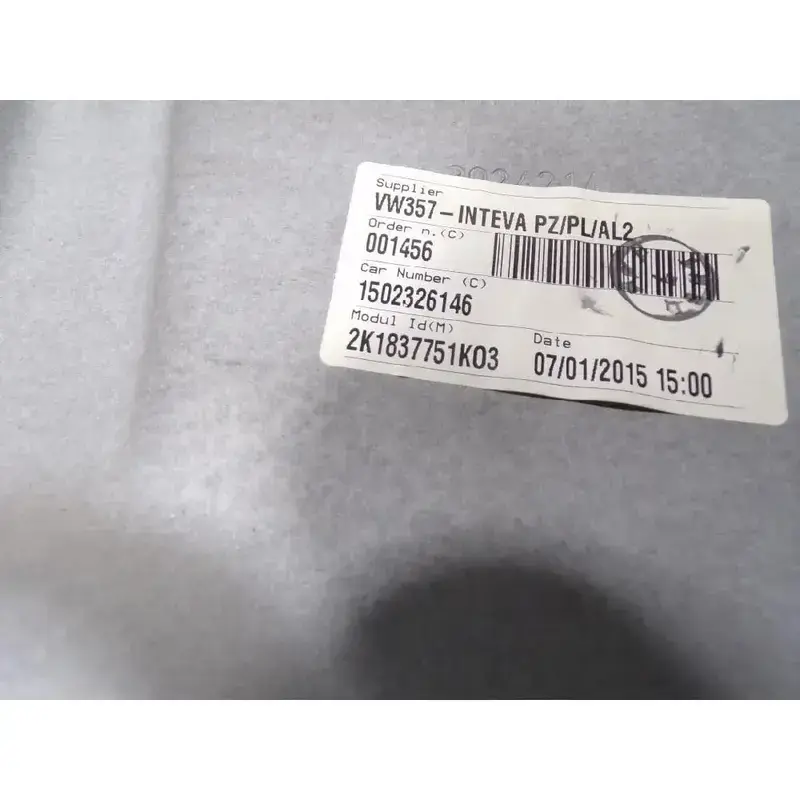 Supplier
VW357-INTEVA PZ/PL/AL2
Order n.(C)
001456
Car Number (C)
1502326146
Modul Id(M)
2K1837751K03
Date
07/01/2015 15:00